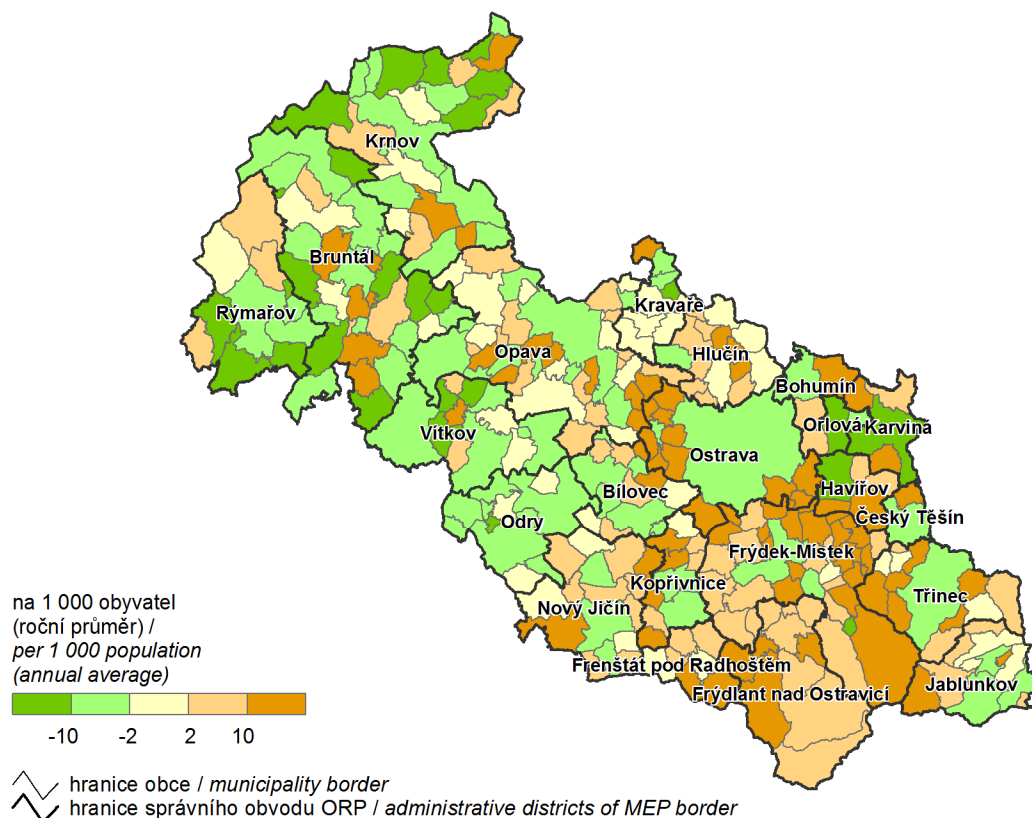 Krnov
Bruntál
Rýmařov
Kravaře
Opava
Hlučín
Bohumín
Vítkov
Orlová
Karviná
Ostrava
Havířov
Bílovec
Odry
Český Těšín
Frýdek-Místek
Kopřivnice
Třinec
Nový Jičín
Frenštát pod Radhoštěm
Frýdlant nad Ostravicí
Jablunkov
na 1 000 obyvatel
(roční průměr) /
per 1 000 population
(annual average)
-10 -2 2 10
hranice obce / municipality border
hranice správního obvodu ORP / administrative districts of MEP border